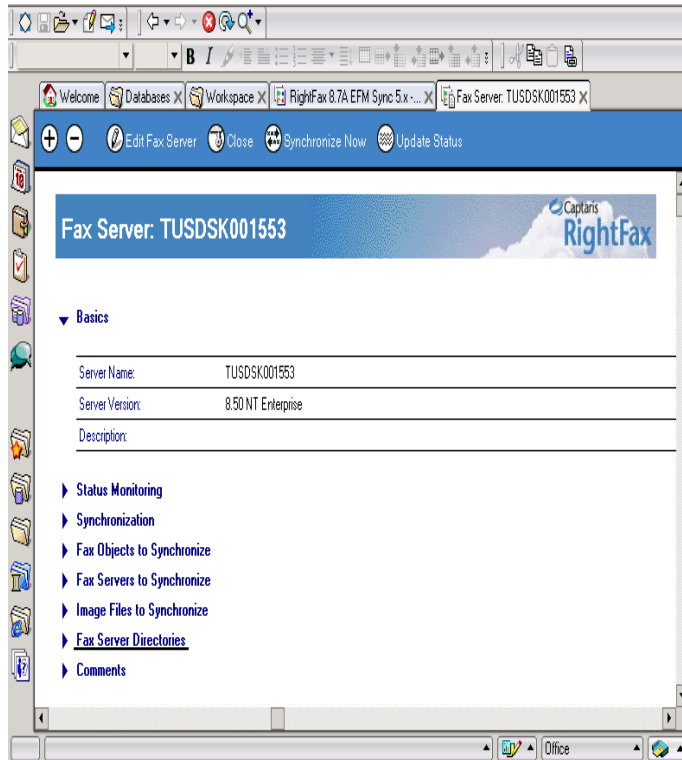 B I
Welcome Databases Workspace RightFax 8.7A EFM Sync 5.x -... Fax Server: TUSDSK001553
Edit Fax Server Close Synchronize Now Update Status
Fax Server: TUSDSK001553
Captaris
RightFax
Basics
Server Name: TUSDSK001553
Server Version: 8.50 NT Enterprise
Description:
Status Monitoring
Synchronization
Fax Objects to Synchronize
Fax Servers to Synchronize
Image Files to Synchronize
Fax Server Directories
Comments
Office